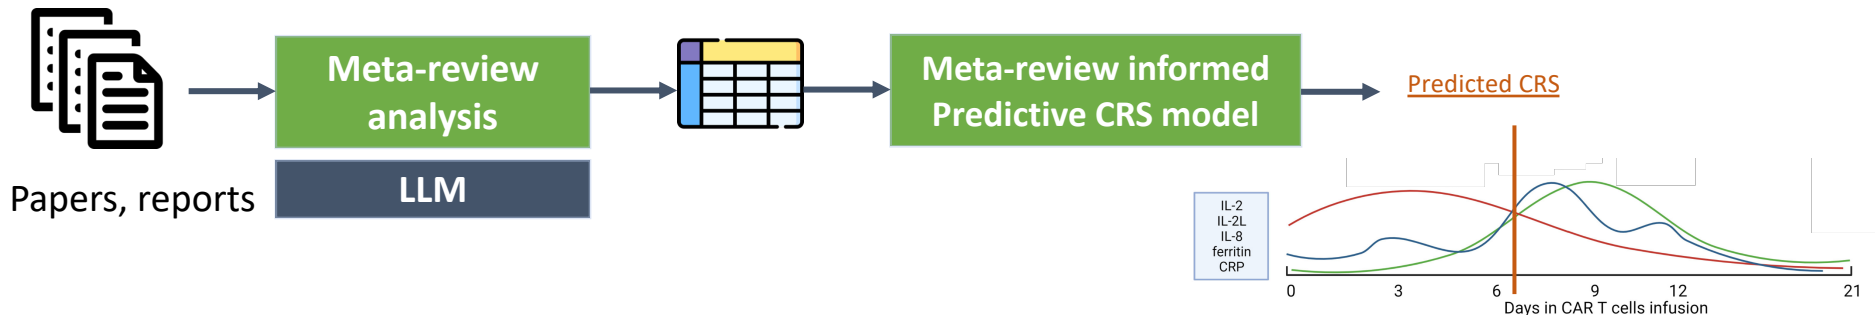 Papers, reports
Meta-review
analysis
LLM
Meta-review informed
Predictive CRS model
Predicted CRS
IL-2
IL-2L
IL-8
ferritin
CRP
0 3 6 9 12 21
Days in CAR T cells infusion